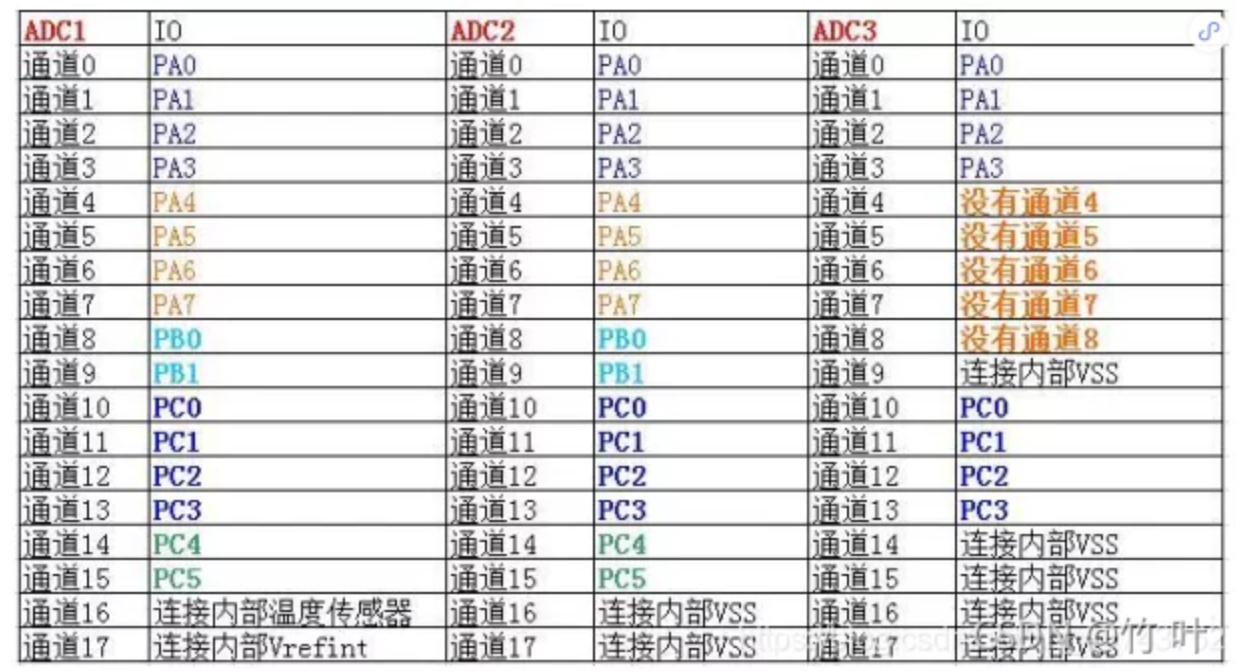 ADC1 IO ADC2 IO ADC3 IO
通道0 PA0 通道0 PA0 通道0 PA0
通道1 PA1 通道1 PA1 通道1 PA1
通道2 PA2 通道2 PA2 通道2 PA2
通道3 PA3 通道3 PA3 通道3 PA3
通道4 PA4 通道4 PA4 通道4 没有通道4
通道5 PA5 通道5 PA5 通道5 没有通道5
通道6 PA6 通道6 PA6 通道6 没有通道6
通道7 PA7 通道7 PA7 通道7 没有通道7
通道8 PB0 通道8 PB0 通道8 没有通道8
通道9 PB1 通道9 PB1 通道9 连接内部VSS
通道10 PC0 通道10 PC0 通道10 PC0
通道11 PC1 通道11 PC1 通道11 PC1
通道12 PC2 通道12 PC2 通道12 PC2
通道13 PC3 通道13 PC3 通道13 PC3
通道14 PC4 通道14 PC4 通道14 连接内部VSS
通道15 PC5 通道15 PC5 通道15 连接内部VSS
通道16 连接内部温度传感器 通道16 连接内部VSS 通道16 连接内部VSS
通道17 连接内部Vrefint 通道17 连接内部VSS 通道17 连接内部VSS
CSDN @竹叶